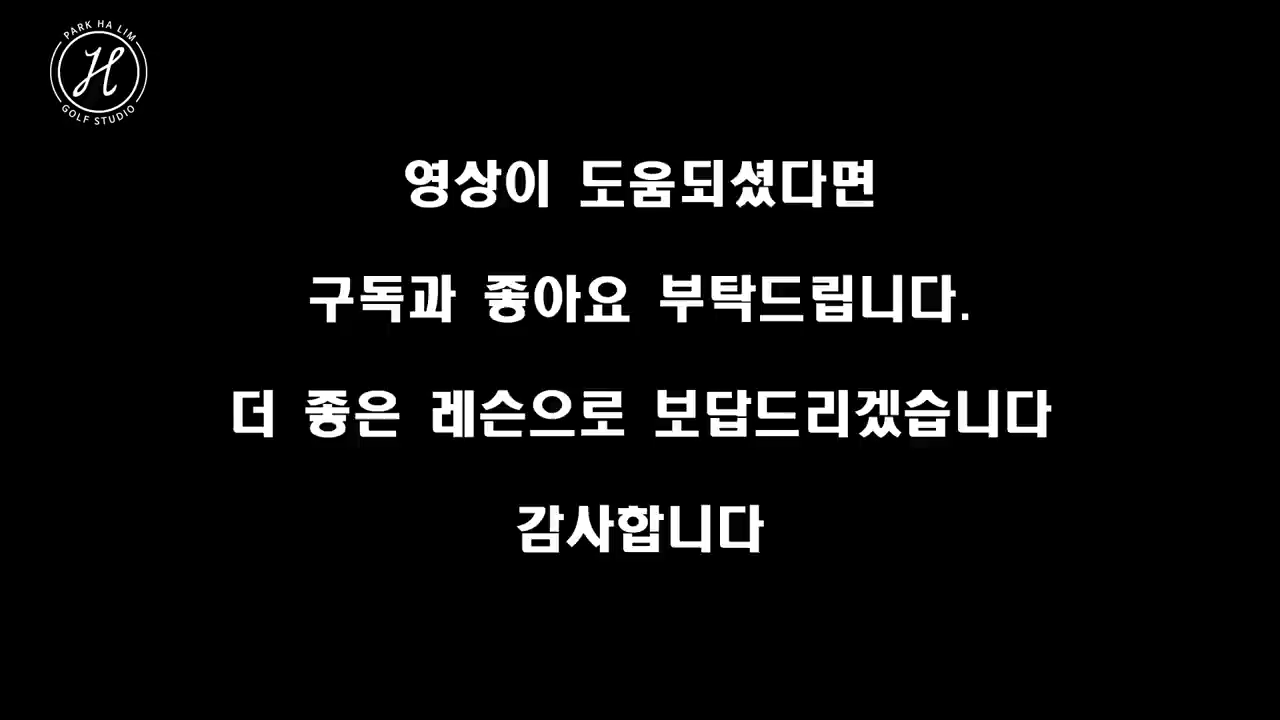 PARK HA LIM
H
GOLF STUDIO
영상이 도움되셨다면
구독과 좋아요 부탁드립니다.
더 좋은 레슨으로 보답드리겠습니다
감사합니다